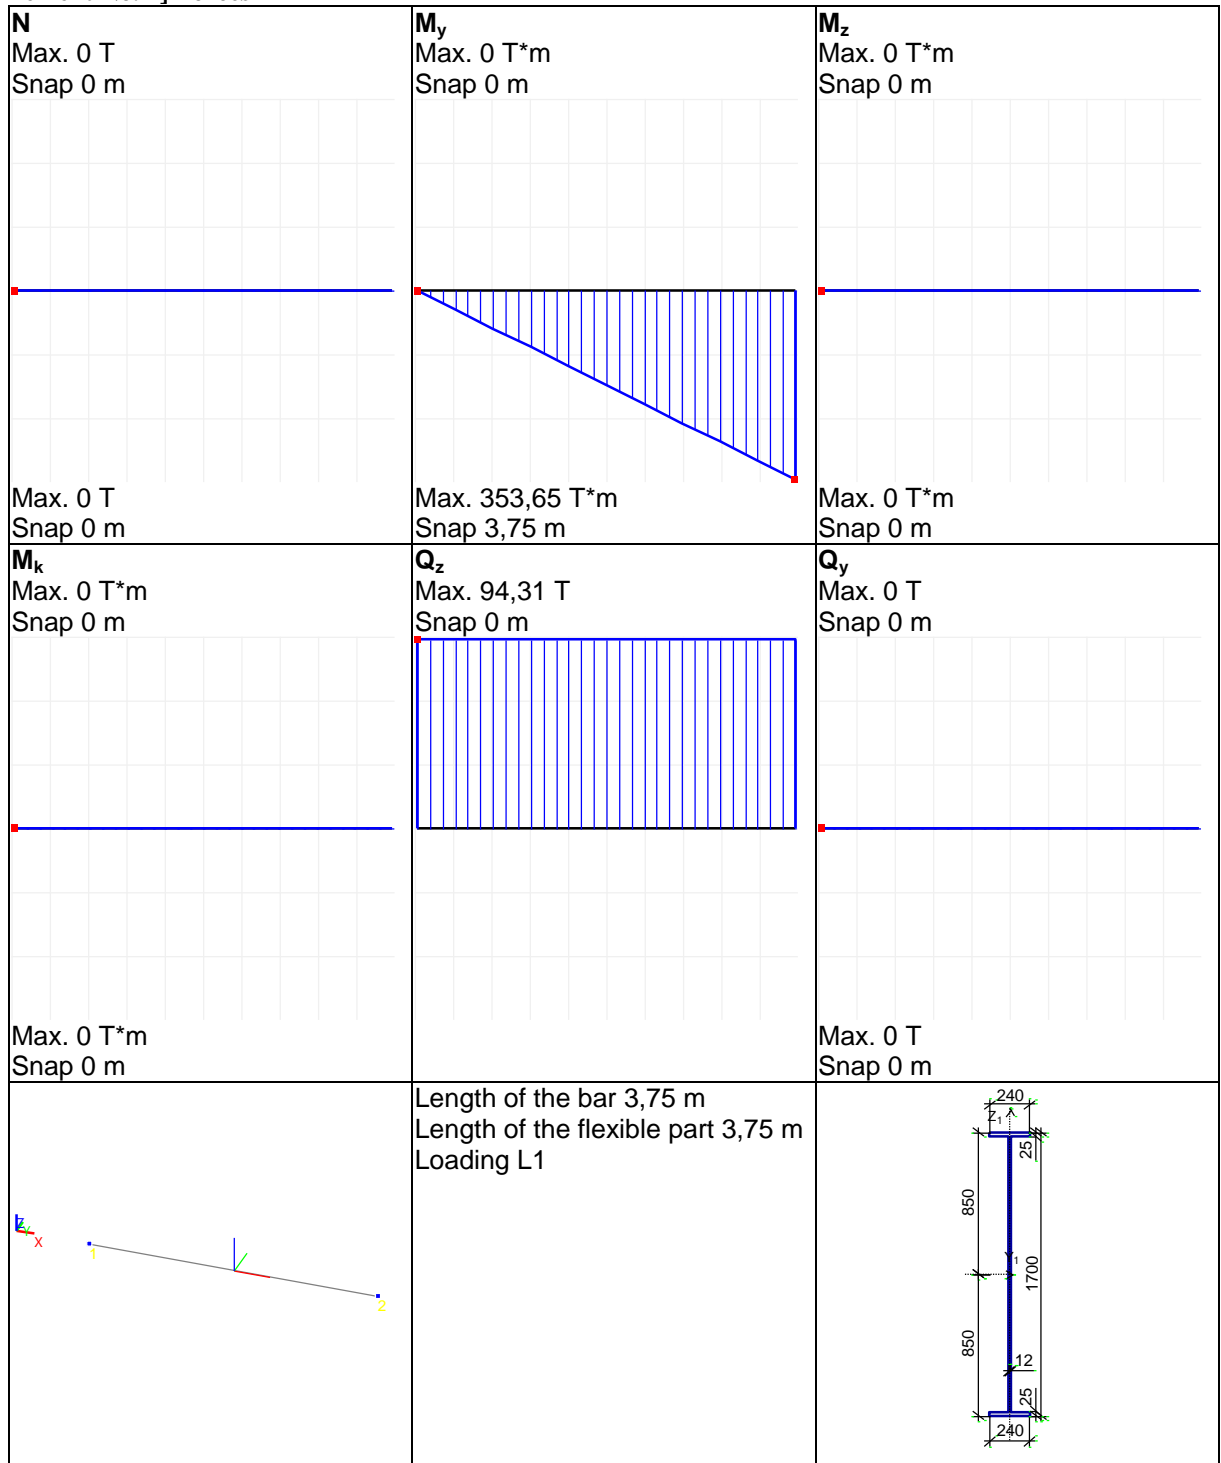 N
Max. 0 T
Snap 0 m
Max. 0 T
Snap 0 m
My
Max. 0 T*m
Snap 0 m
Max. 353,65 T*m
Snap 3,75 m
Mz
Max. 0 T*m
Snap 0 m
Max. 0 T*m
Snap 0 m
Mk
Max. 0 T*m
Snap 0 m
Max. 0 T*m
Snap 0 m
Qz
Max. 94,31 T
Snap 0 m
Qy
Max. 0 T
Snap 0 m
Max. 0 T
Snap 0 m
Z
Y
X
1
2
Length of the bar 3,75 m
Length of the flexible part 3,75 m
Loading L1
240
Z1
25
850
Y1
1700
850
12
25
240